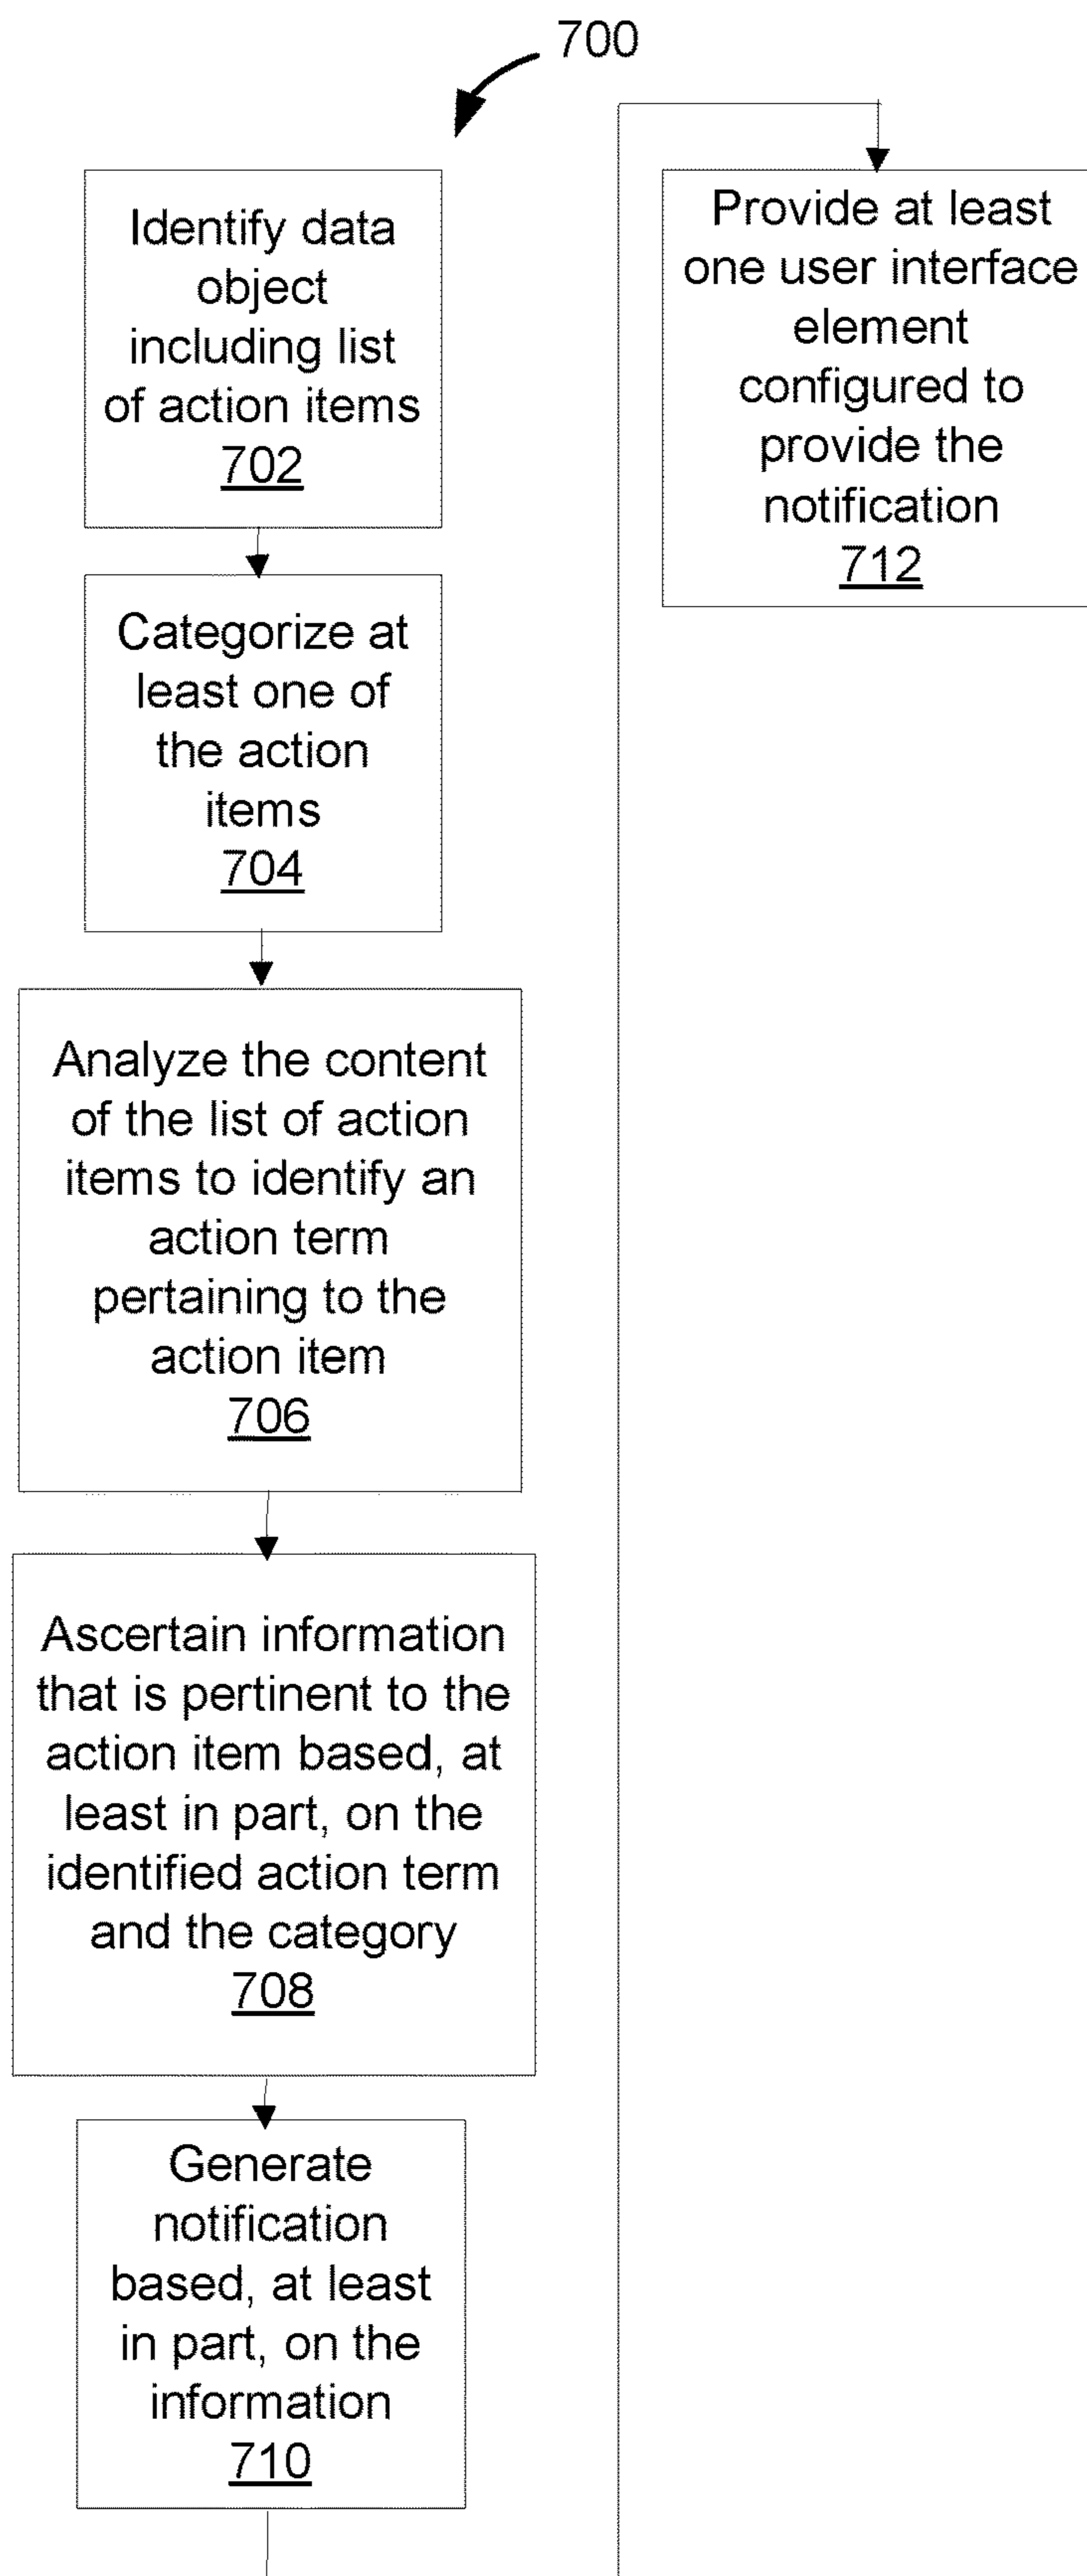 700
Identify data
object
including list
of action items
702
Categorize at
least one of
the action
items
704
Analyze the content
of the list of action
items to identify an
action term
pertaining to the
action item
706
Ascertain information
that is pertinent to the
action item based, at
least in part, on the
identified action term
and the category
708
Generate
notification
based, at least
in part, on the
information
710
Provide at least
one user interface
element
configured to
provide the
notification
712